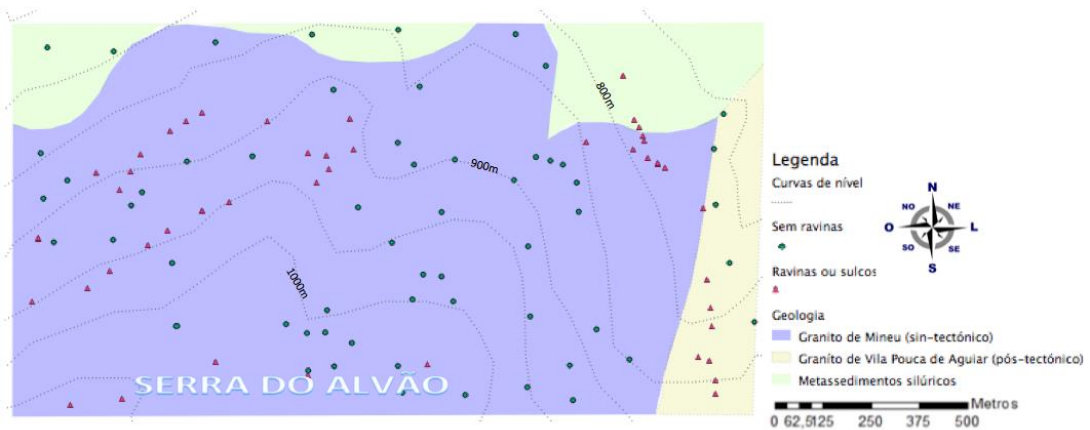 800m
900m
1000m
SERRA DO ALVÃO
Legenda
Curvas de nível
Sem ravinas
Ravinas ou sulcos
Geologia
Granito de Mineu (sin-tectónico)
Granito de Vila Pouca de Aguiar (pós-tectónico)
Metassedimentos silúricos
Metros
0 62,5125 250 375 500
N
NO NE
O L
SO SE
S